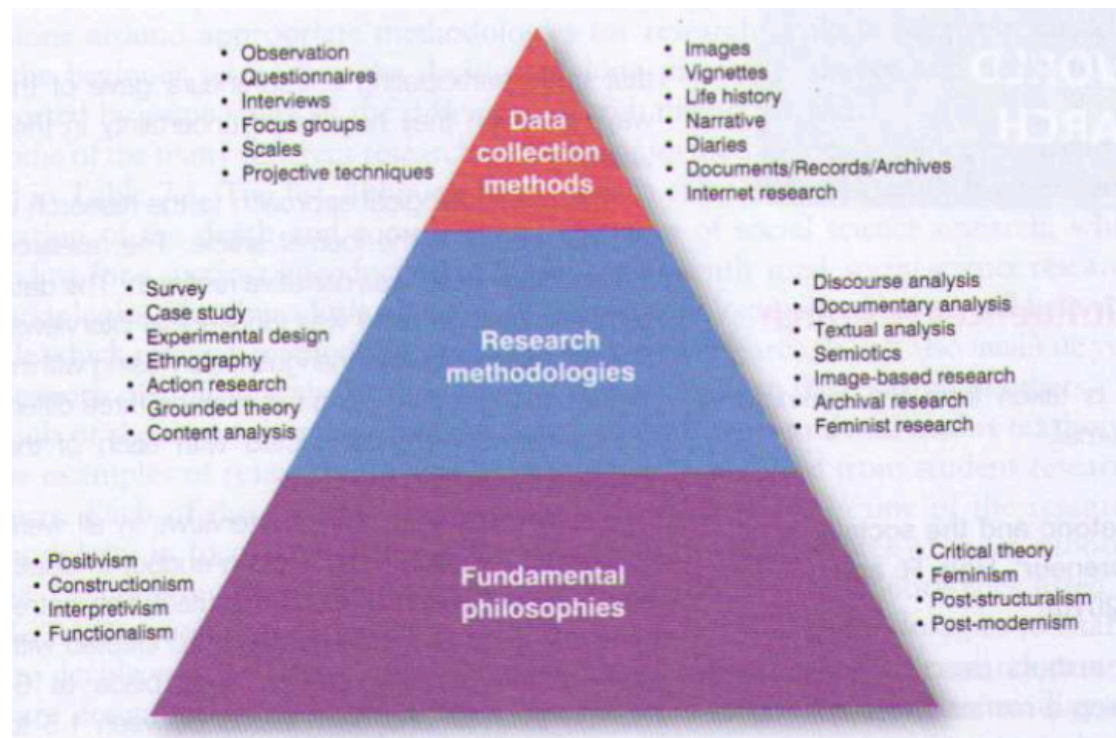 • Observation
• Questionnaires
• Interviews
• Focus groups
• Scales
• Projective techniques
Data
collection
methods
• Images
• Vignettes
• Life history
• Narrative
• Diaries
• Documents/Records/Archives
• Internet research
• Survey
• Case study
• Experimental design
• Ethnography
• Action research
• Grounded theory
• Content analysis
Research
methodologies
• Discourse analysis
• Documentary analysis
• Textual analysis
• Semiotics
• Image-based research
• Archival research
• Feminist research
• Positivism
• Constructionism
• Interpretivism
• Functionalism
Fundamental
philosophies
• Critical theory
• Feminism
• Post-structuralism
• Post-modernism